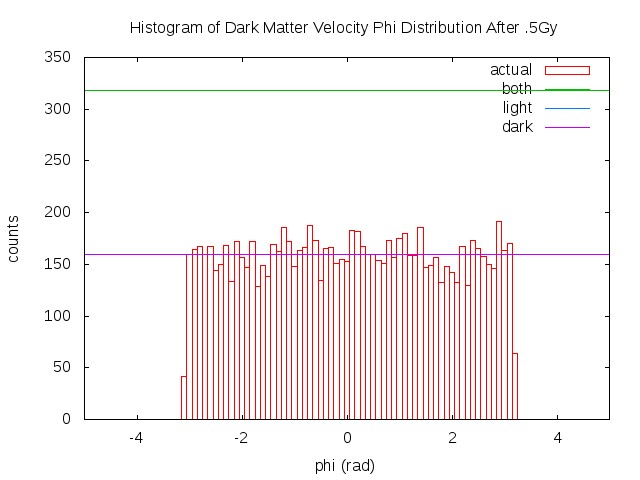 Histogram of Dark Matter Velocity Phi Distribution After .5Gy
350
300
250
200
150
100
50
0
counts
actual
both
light
dark
-4
-2
0
2
4
phi (rad)